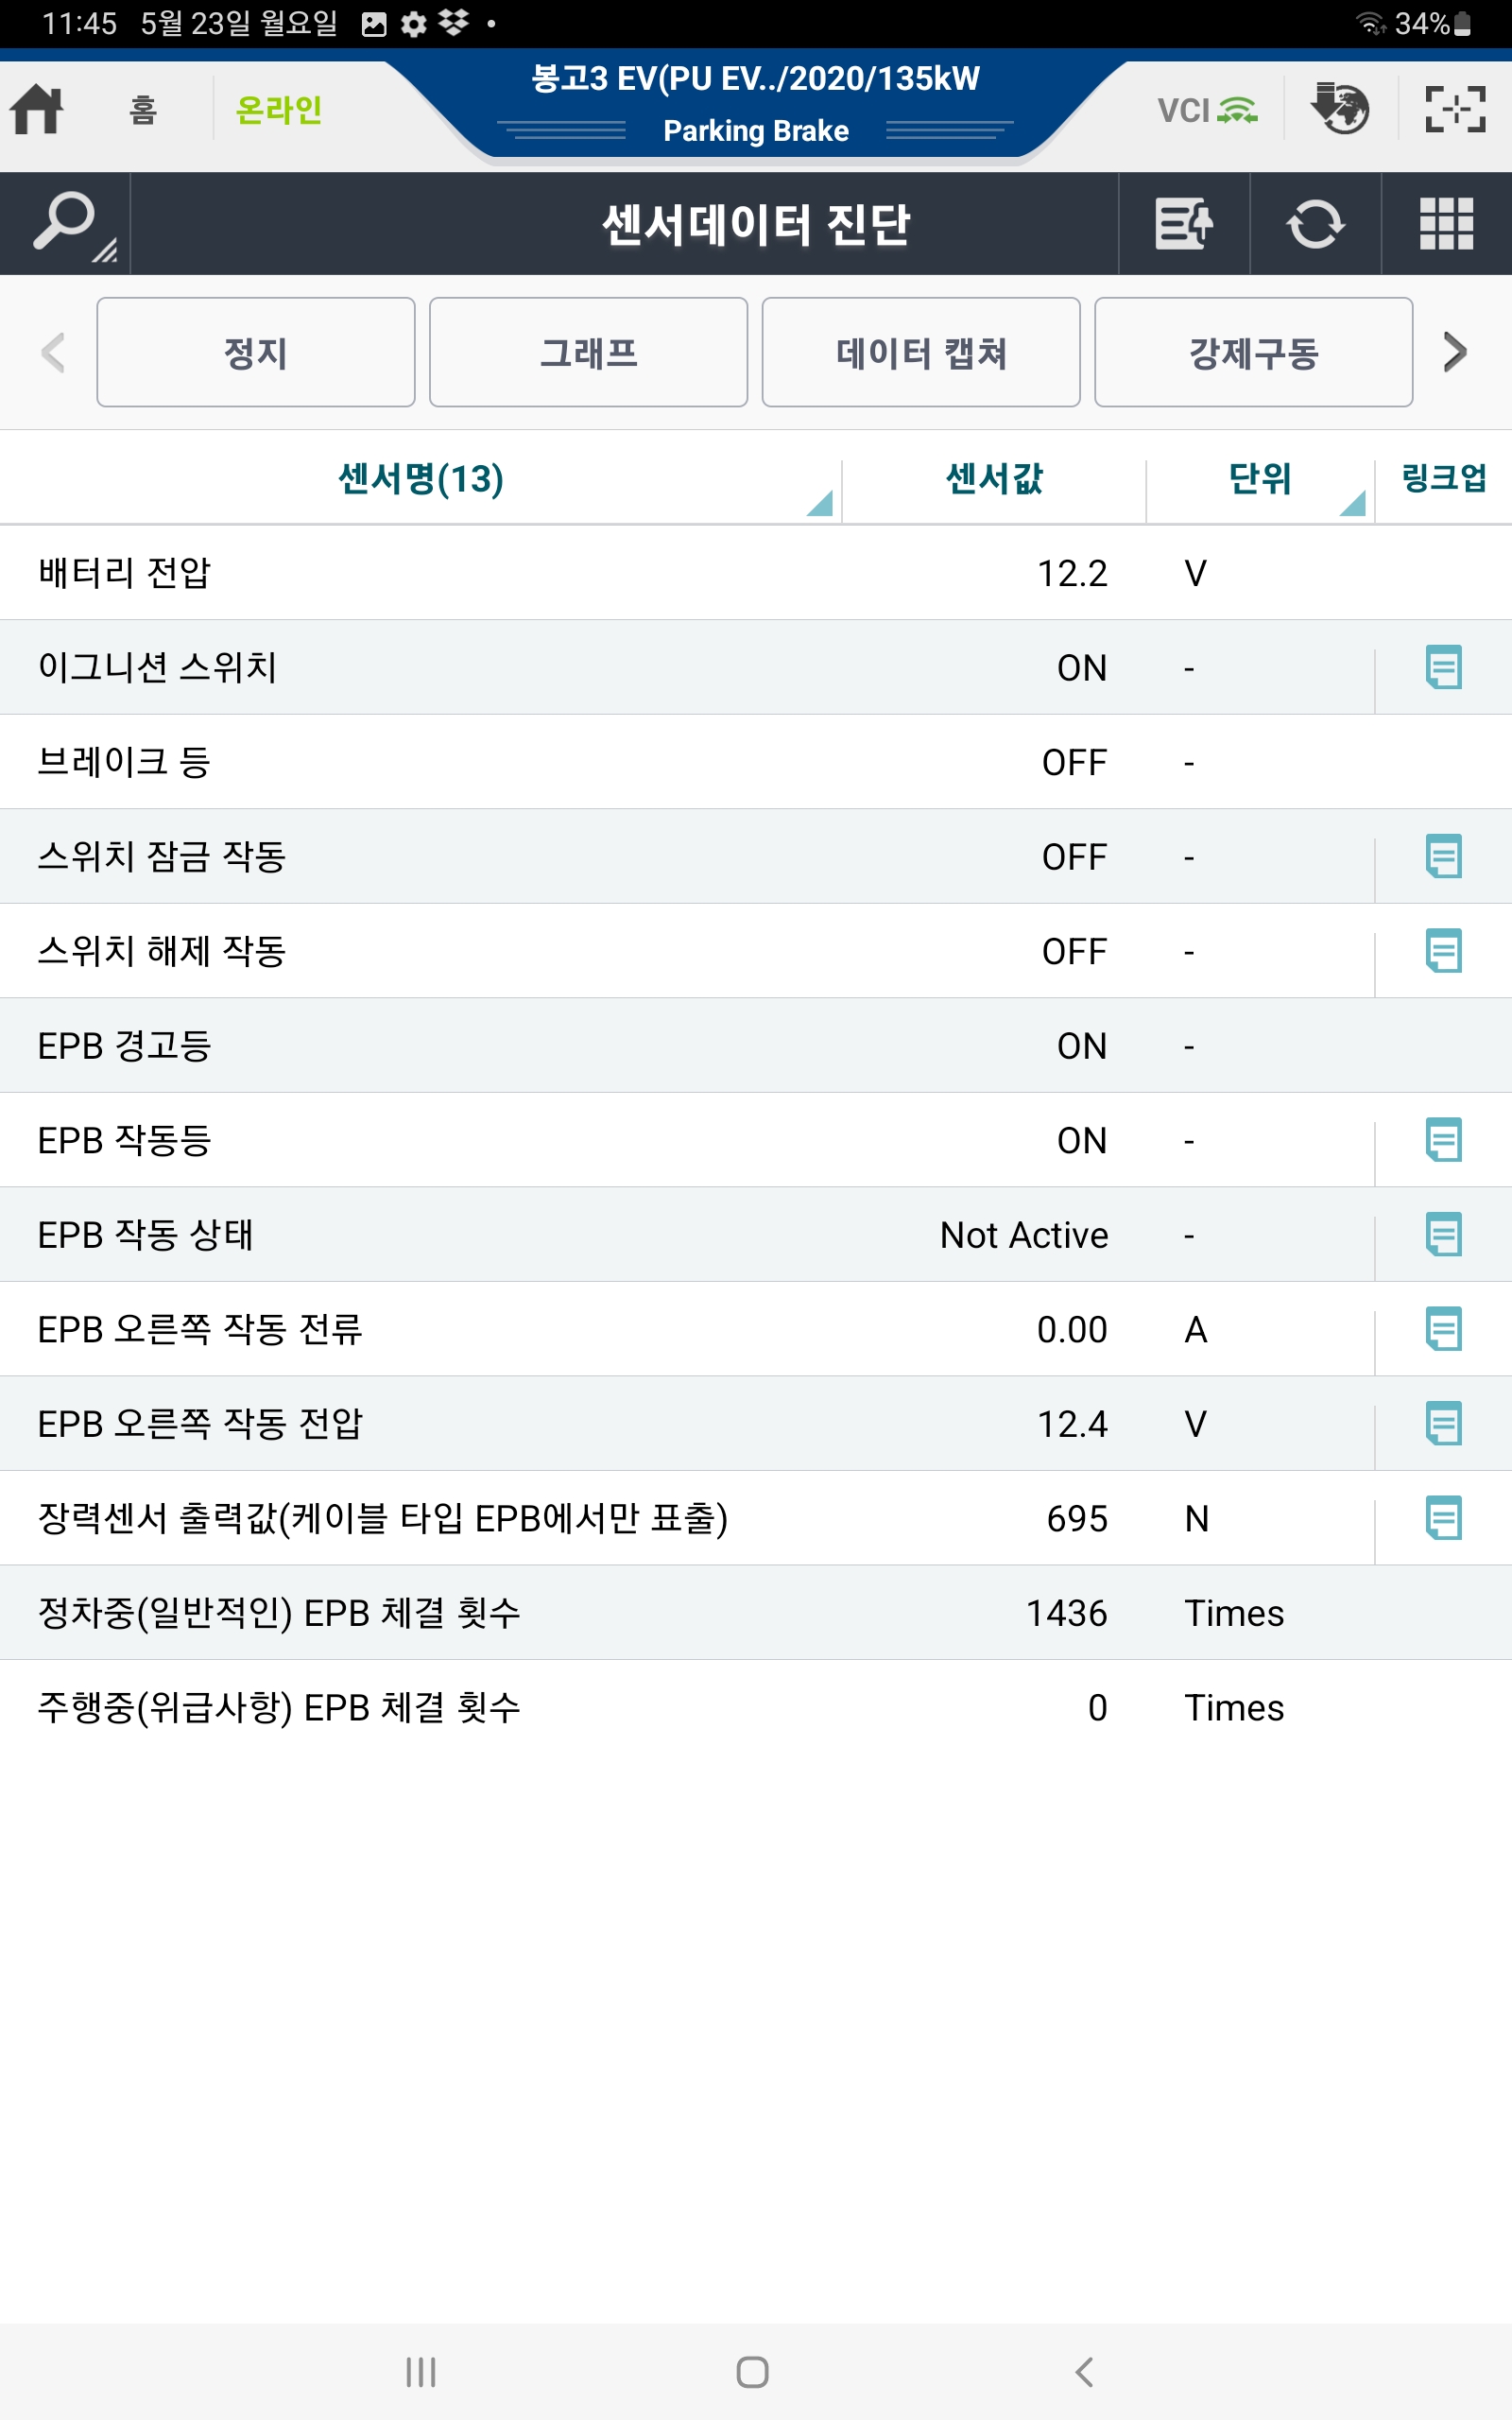 11:45 5월 23일 월요일
34%
봉고3 EV(PU EV../2020/135kW
홈 온라인
Parking Brake
VCI
센서데이터 진단
정지 그래프 데이터 캡쳐 강제구동
센서명(13) 센서값 단위 링크업
배터리 전압 12.2 V
이그니션 스위치 ON -
브레이크 등 OFF -
스위치 잠금 작동 OFF -
스위치 해제 작동 OFF -
EPB 경고등 ON -
EPB 작동등 ON -
EPB 작동 상태 Not Active -
EPB 오른쪽 작동 전류 0.00 A
EPB 오른쪽 작동 전압 12.4 V
장력센서 출력값(케이블 타입 EPB에서만 표출) 695 N
정차중(일반적인) EPB 체결 횟수 1436 Times
주행중(위급사항) EPB 체결 횟수 0 Times